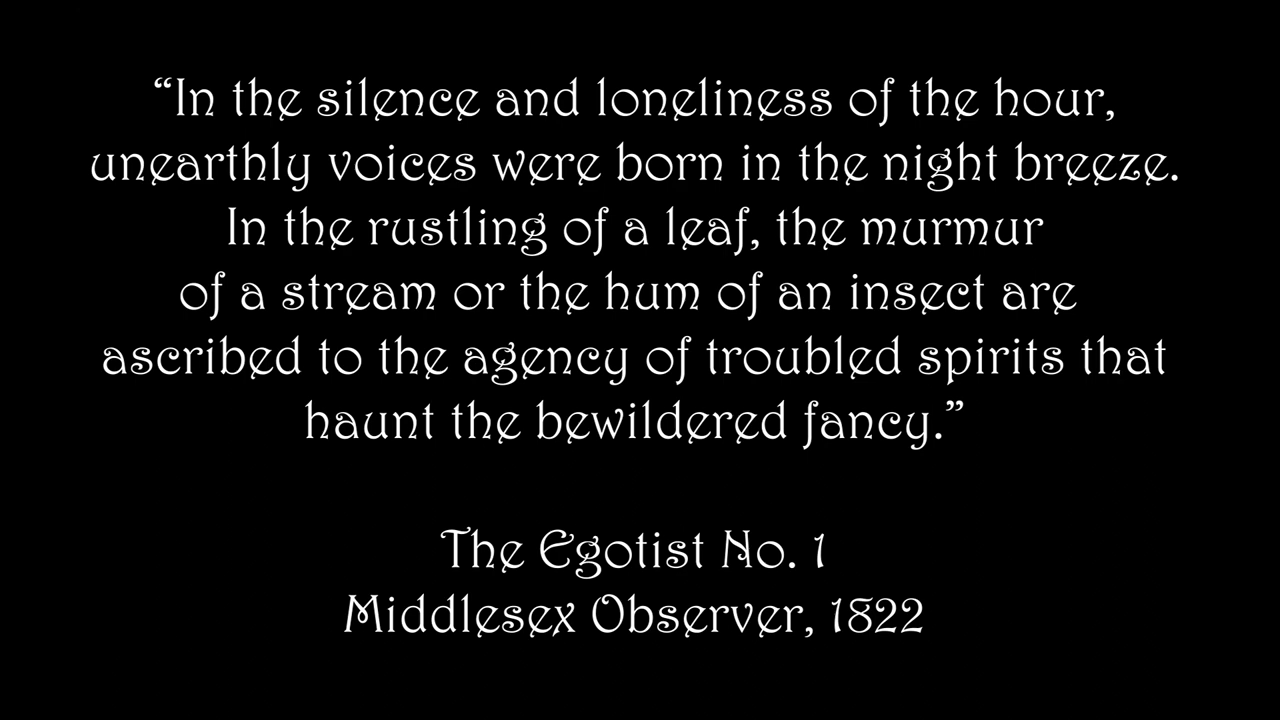 “In the silence and loneliness of the hour,
unearthly voices were born in the night breeze.
In the rustling of a leaf, the murmur
of a stream or the hum of an insect are
ascribed to the agency of troubled spirits that
haunt the bewildered fancy.”
The Egotist No. 1
Middlesex Observer, 1822